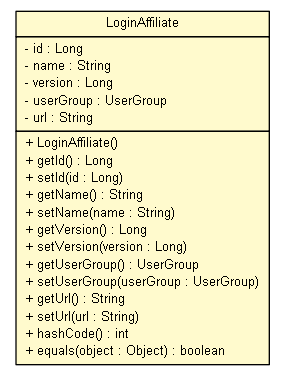 LoginAffiliate
- id : Long
- name : String
- version : Long
- userGroup : UserGroup
- url : String
+ LoginAffiliate()
+ getId() : Long
+ setId(id : Long)
+ getName() : String
+ setName(name : String)
+ getVersion() : Long
+ setVersion(version : Long)
+ getUserGroup() : UserGroup
+ setUserGroup(userGroup : UserGroup)
+ getUrl() : String
+ setUrl(url : String)
+ hashCode() : int
+ equals(object : Object) : boolean